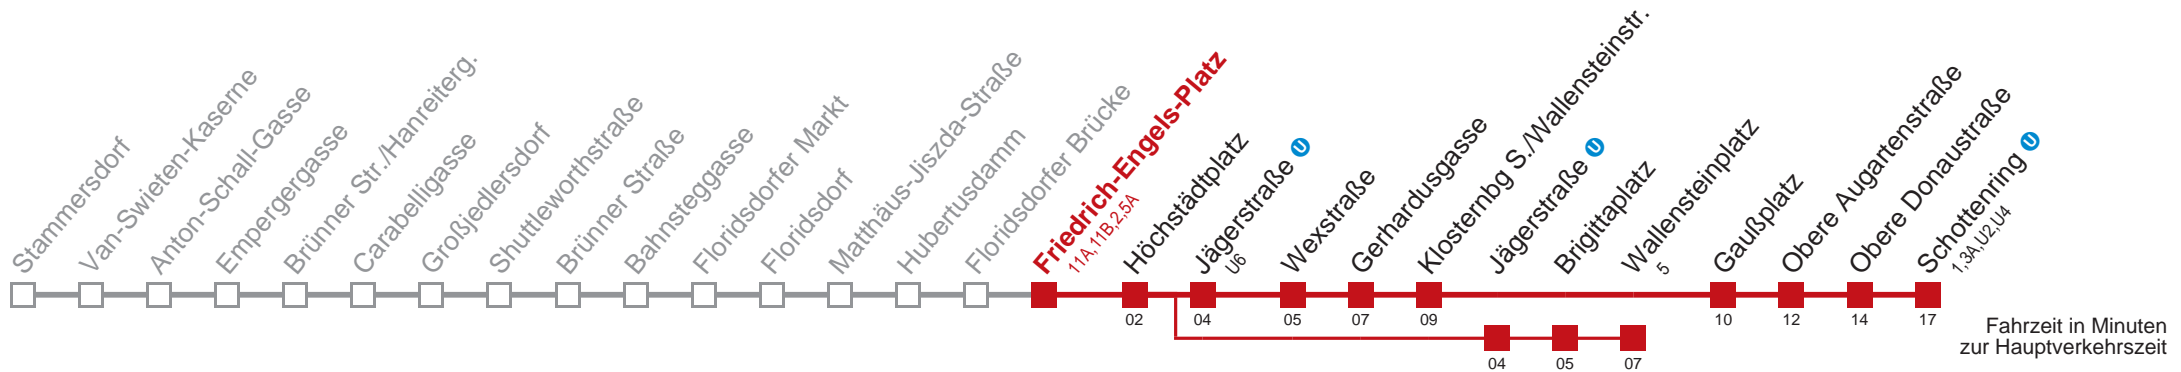 Stammersdorf
Van-Swieten-Kaserne
Anton-Schall-Gasse
Empergergasse
Brünner Str./Hanreiterg.
Carabelligasse
Großjedlersdorf
Shuttleworthstraße
Brünner Straße
Bahnsteggasse
Floridsdorfer Markt
Floridsdorf
Matthäus-Jiszda-Straße
Hubertusdamm
Floridsdorfer Brücke
Friedrich-Engels-Platz
11A,11B,2,5A
Höchstädtplatz
Jägerstraße U
U6
Wexstraße
Gerhardusgasse
Klosternbg S./Wallensteinstr.
Jägerstraße U
Brigittaplatz
Wallensteinplatz
5
Gaußplatz
Obere Augartenstraße
Obere Donaustraße
Schottenring U
1,3A,U2,U4
02 04 05 07 09 10 12 14 17
04 05 07
Fahrzeit in Minuten
zur Hauptverkehrszeit